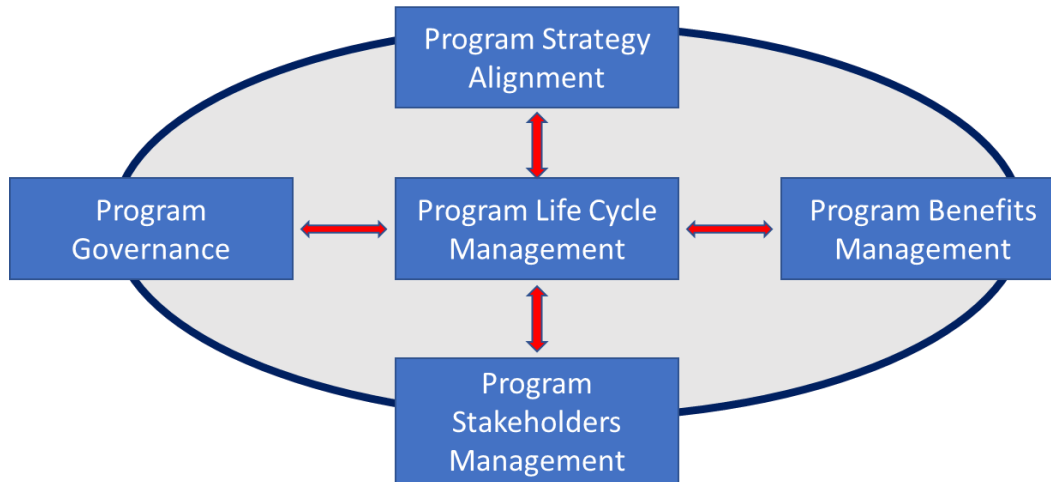 Program Strategy
Alignment
Program
Governance
Program Life Cycle
Management
Program Benefits
Management
Program
Stakeholders
Management